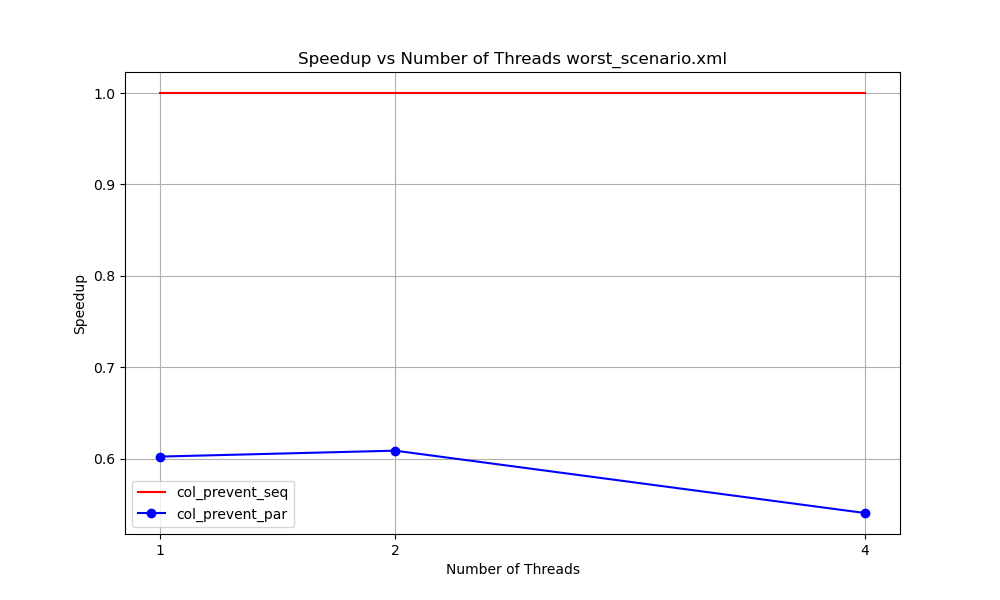 Speedup vs Number of Threads worst_scenario.xml
1.0
0.9
0.8
0.7
0.6
Speedup
col_prevent_seq
col_prevent_par
1 2 4
Number of Threads